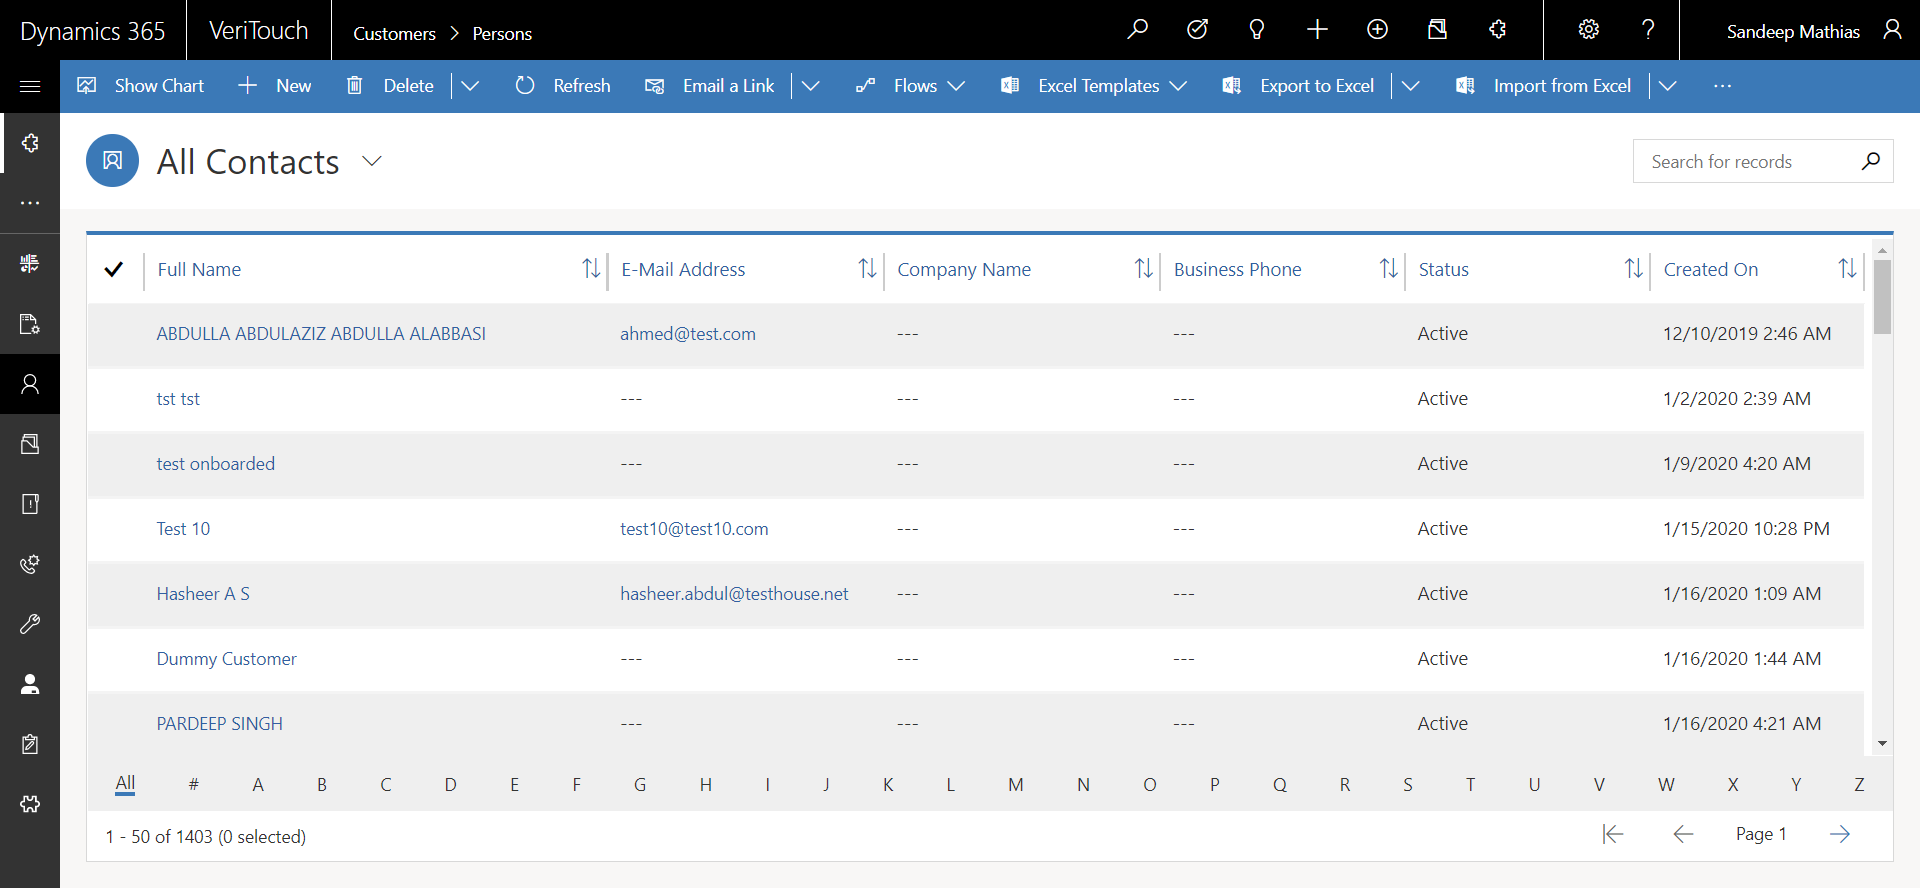 Dynamics 365 VeriTouch Customers > Persons ? Sandeep Mathias
Show Chart New Delete Refresh Email a Link Flows Excel Templates Export to Excel Import from Excel ...
All Contacts Search for records
Full Name E-Mail Address Company Name Business Phone Status Created On
ABDULLA ABDULAZIZ ABDULLA ALABBASI ahmed@test.com --- --- Active 12/10/2019 2:46 AM
tst tst --- --- --- Active 1/2/2020 2:39 AM
test onboarded --- --- --- Active 1/9/2020 4:20 AM
Test 10 test10@test10.com --- --- Active 1/15/2020 10:28 PM
Hasheer A S hasheer.abdul@testhouse.net --- --- Active 1/16/2020 1:09 AM
Dummy Customer --- --- --- Active 1/16/2020 1:44 AM
PARDEEP SINGH --- --- --- Active 1/16/2020 4:21 AM
All # A B C D E F G H I J K L M N O P Q R S T U V W X Y Z
1 - 50 of 1403 (0 selected) Page 1